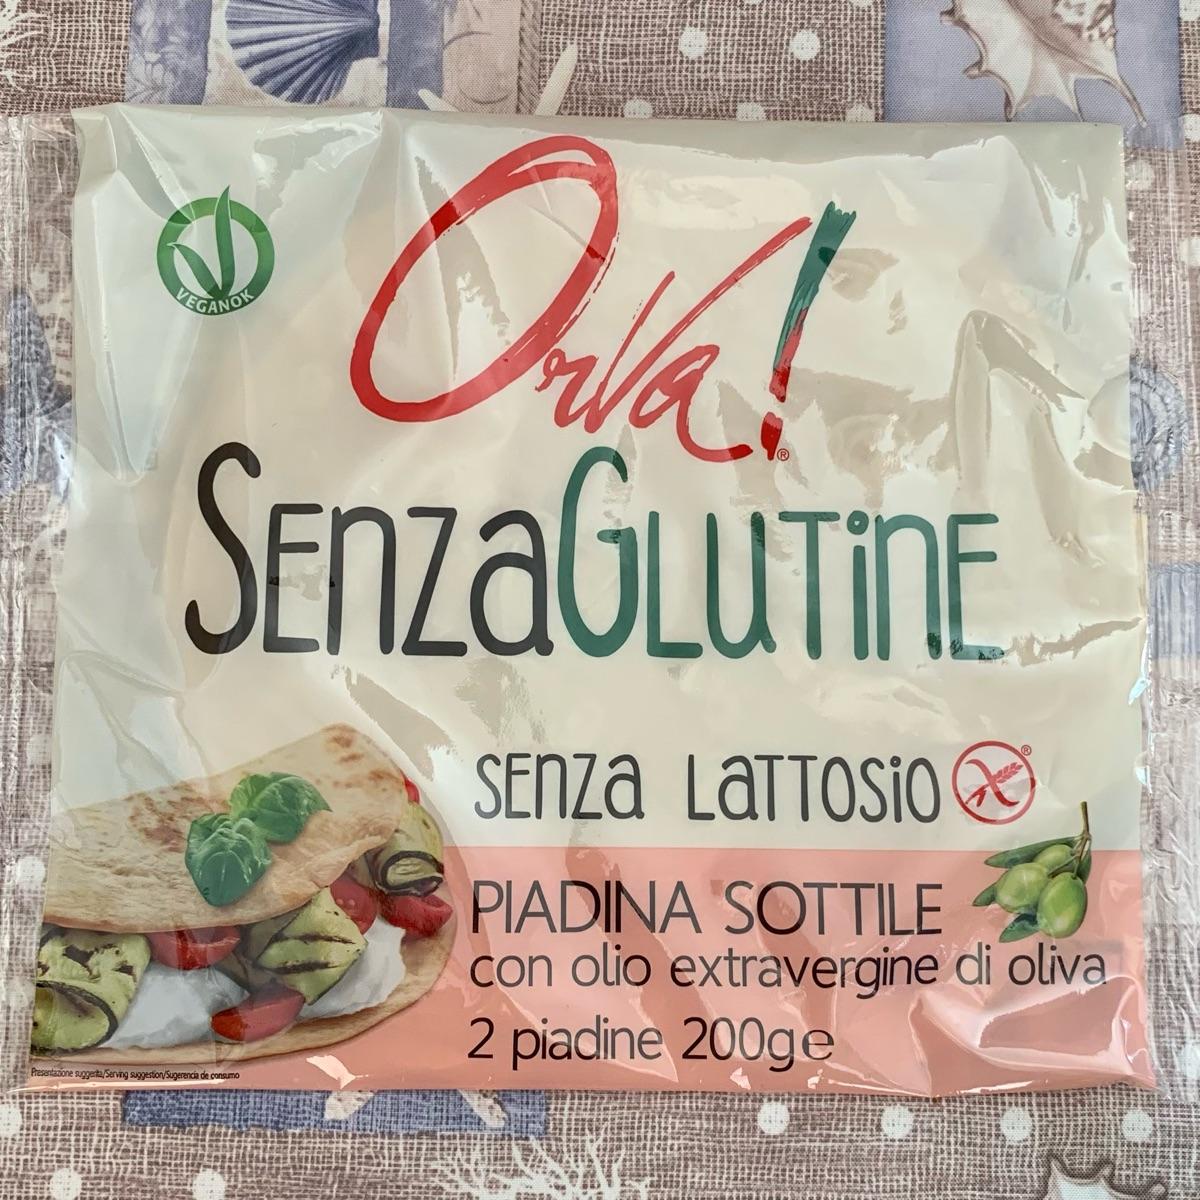 VEGANOK
OrVa!®
SENZAGLUTINE
SENZA LATTOSIO
®
PIADINA SOTTILE
con olio extravergine di oliva
2 piadine 200g℮
Presentazione suggerita/Serving suggestion/Sugerencia de consumo